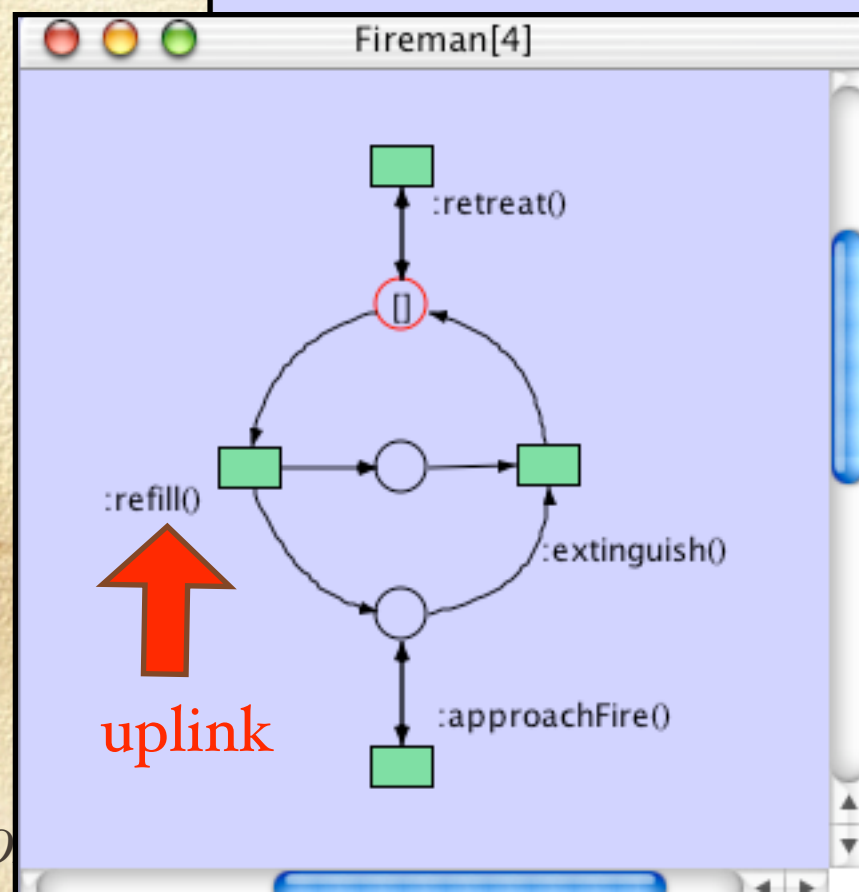 Fireman[4]
:retreat()
[]
:refill()
:extinguish()
uplink
:approachFire()